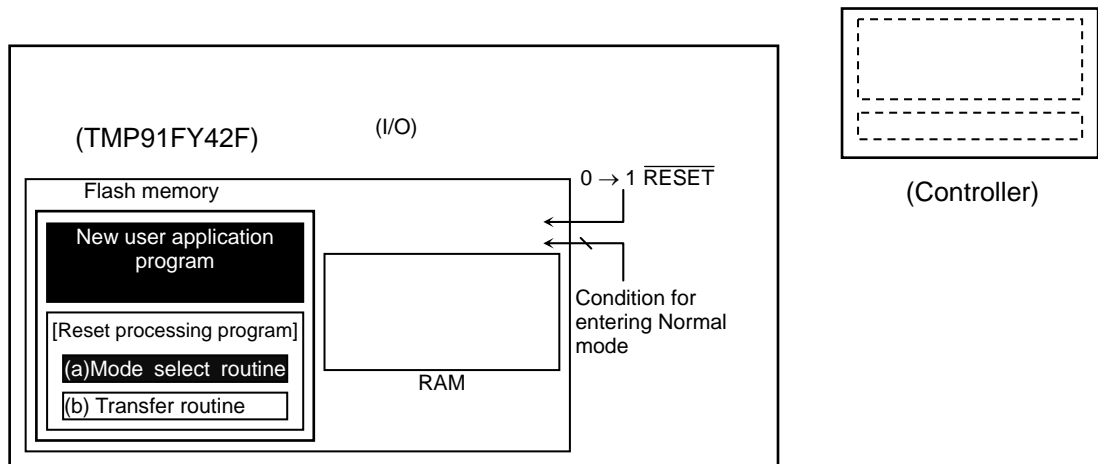 (TMP91FY42F)
(I/O)
0 → 1 RESET
(Controller)
Flash memory
New user application
program
[Reset processing program]
(a)Mode select routine
(b) Transfer routine
RAM
Condition for
entering Normal
mode